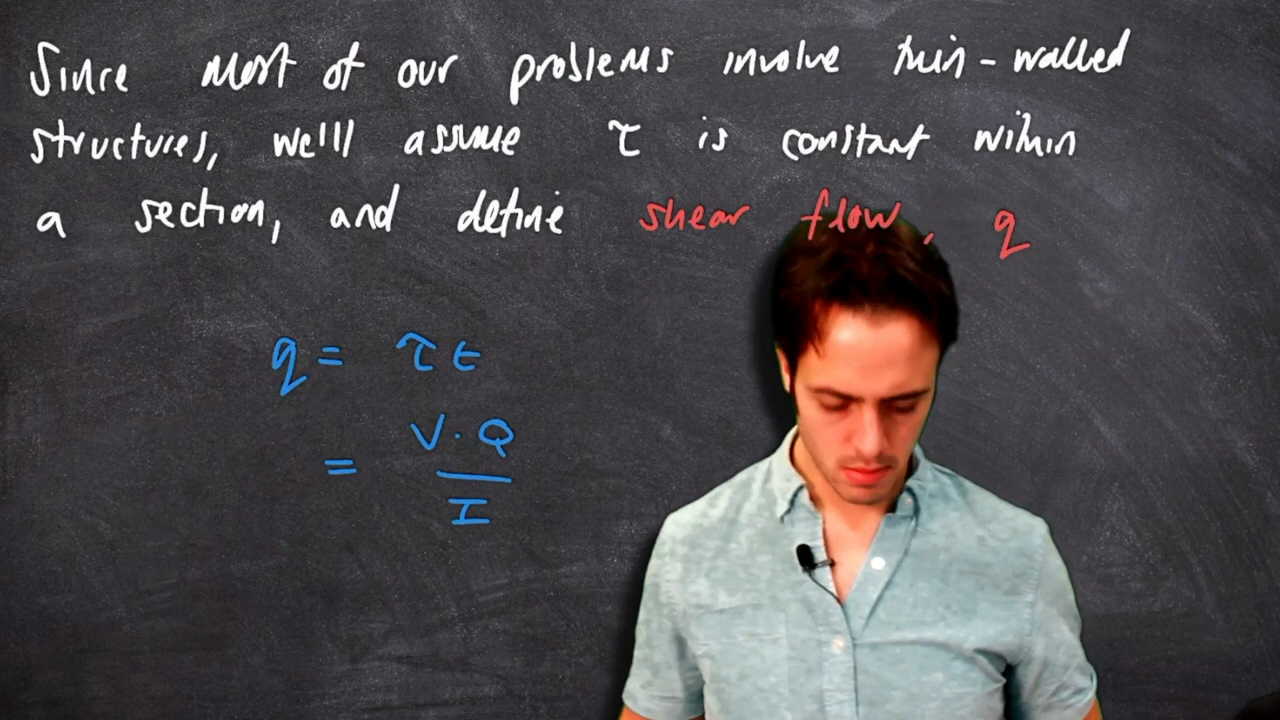 Since most of our problems involve thin-walled
structures, we'll assume τ is constant within
a section, and define shear flow, q
q = τt
= V·Q
I